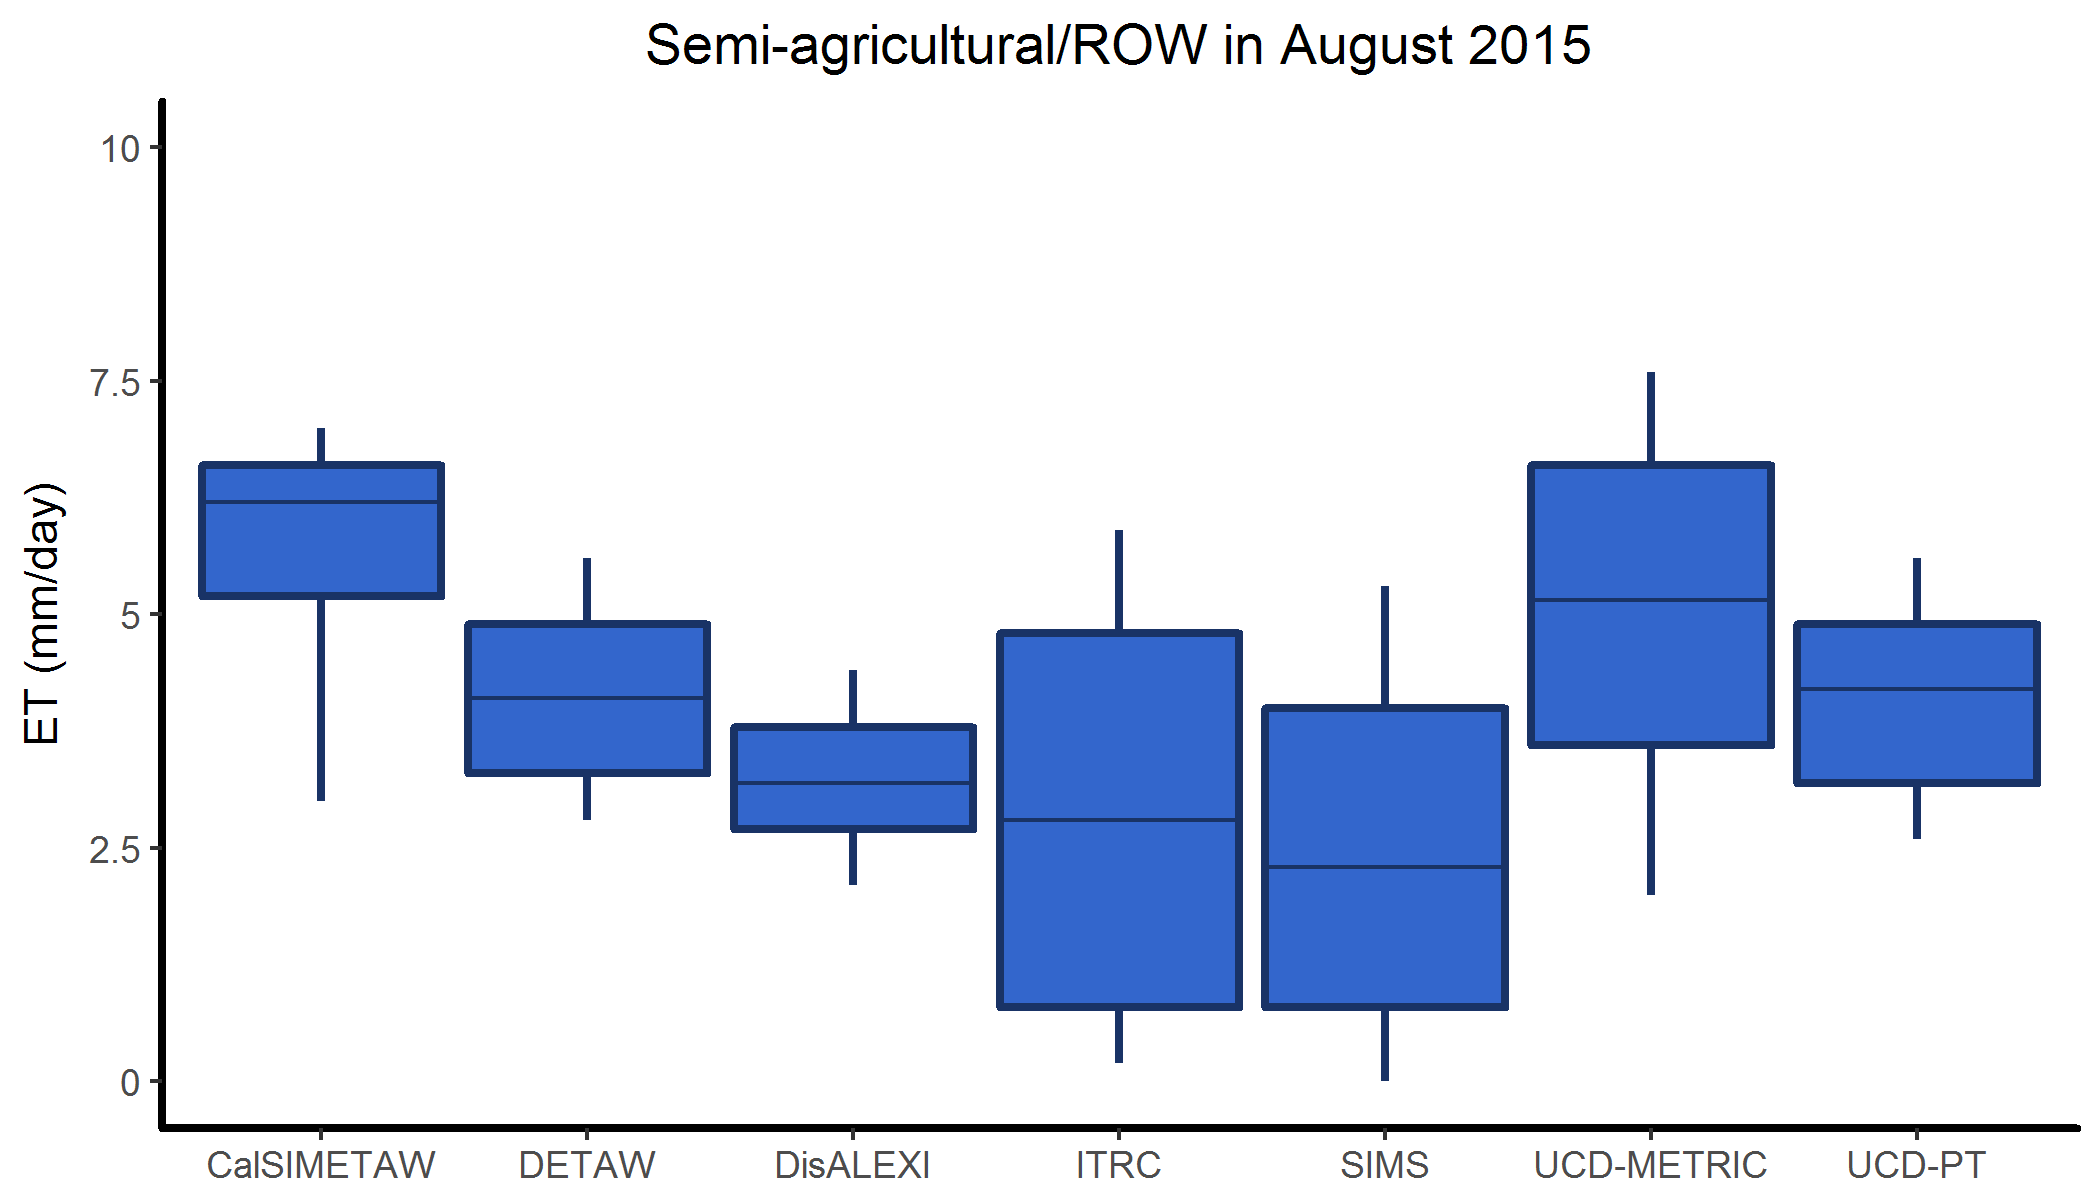 Semi-agricultural/ROW in August 2015
ET (mm/day)
10
7.5
5
2.5
0
CalSIMETAW DETAW DisALEXI ITRC SIMS UCD-METRIC UCD-PT